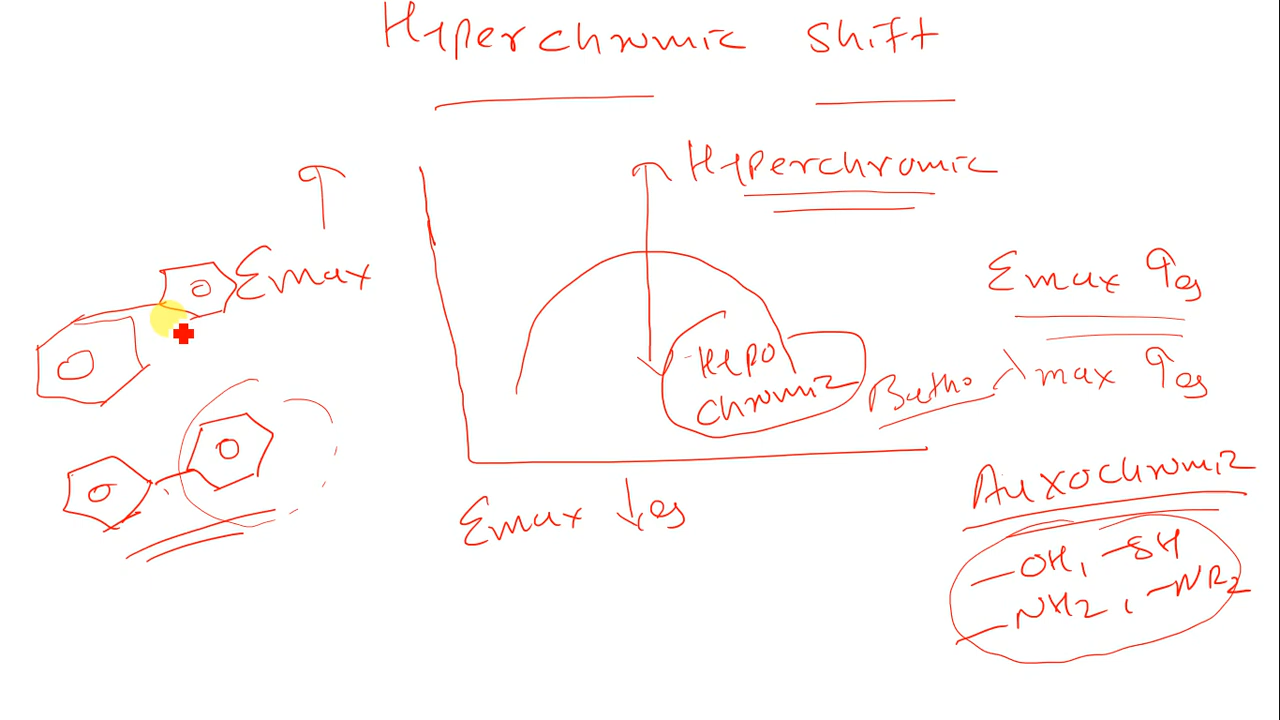 Hyperchromic shift
Hyperchromic
Emax
Emax ↑es
Hypo
chromic
Batho λmax ↑es
Auxochromic
Emax ↓es
-OH, -SH
-NH2, -NR2